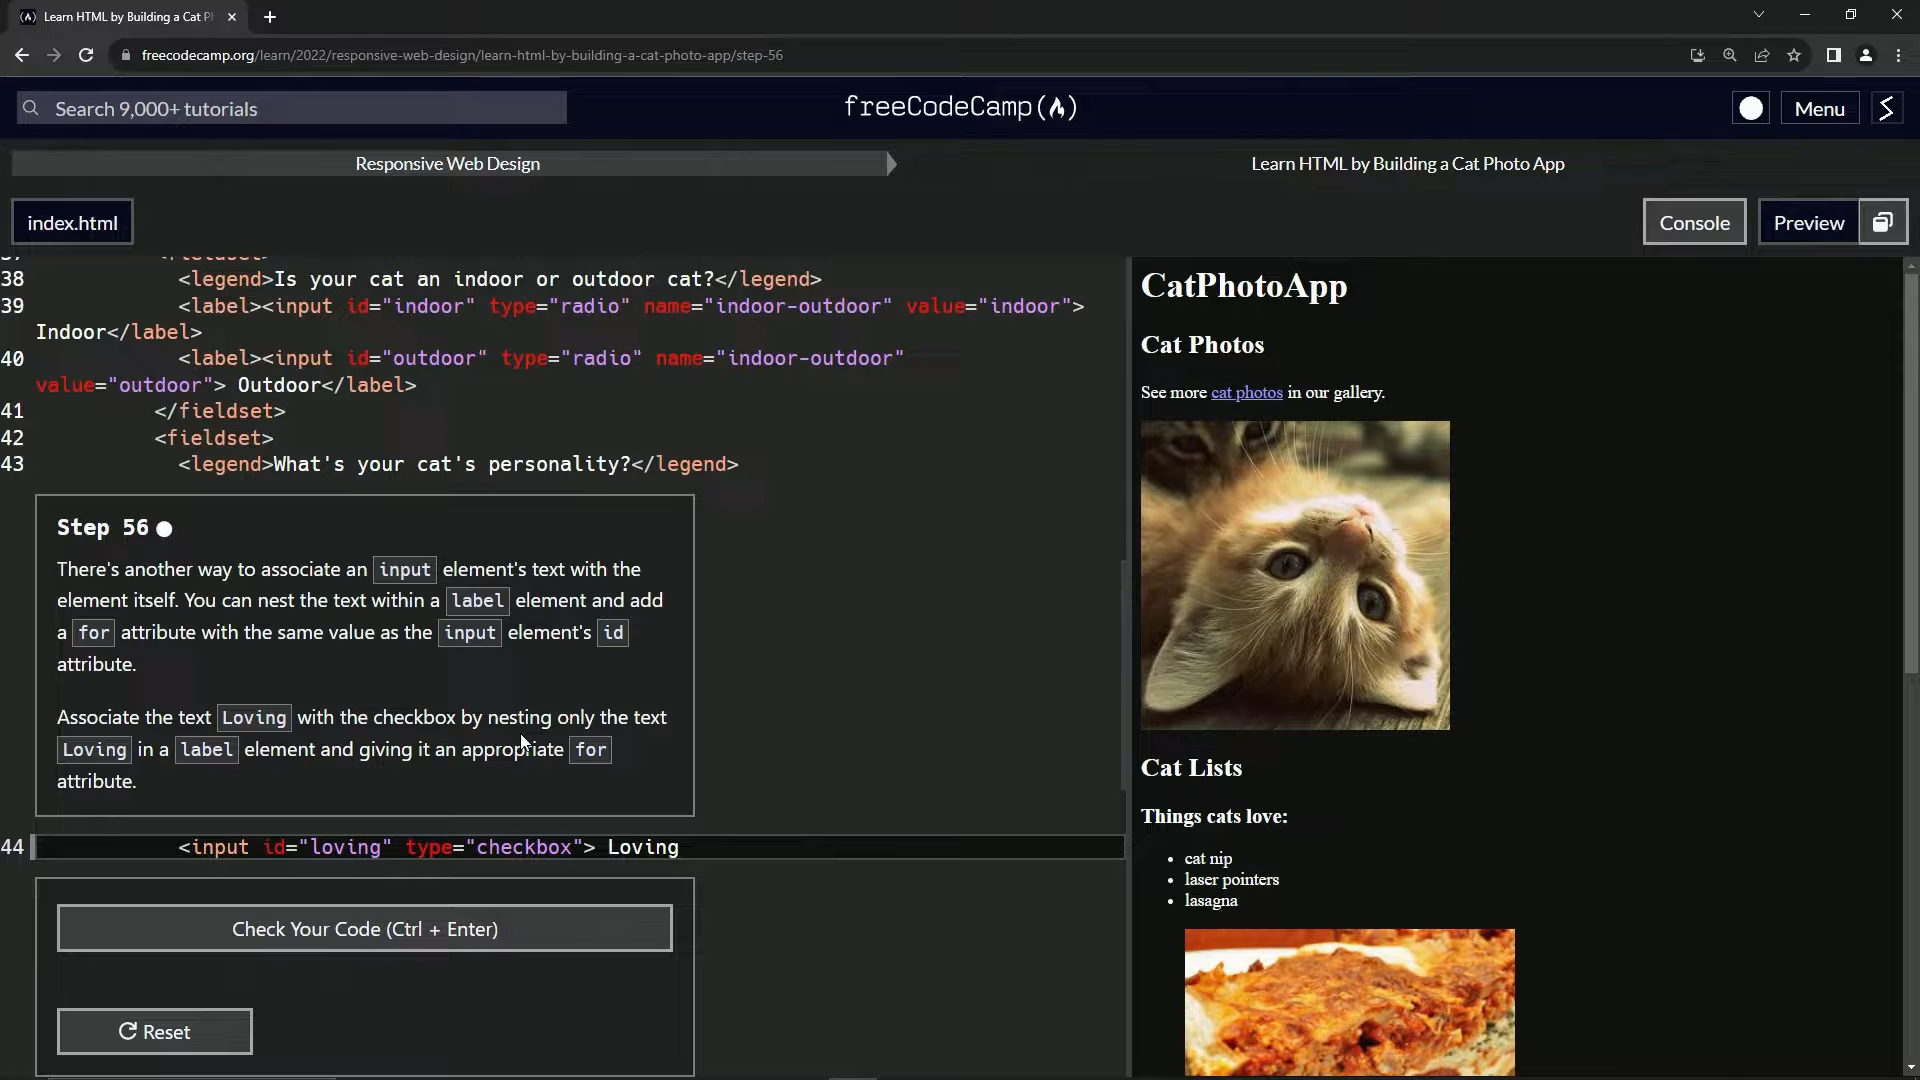 Learn HTML by Building a Cat P
freecodecamp.org/learn/2022/responsive-web-design/learn-html-by-building-a-cat-photo-app/step-56
Search 9,000+ tutorials
freeCodeCamp(🔥)
Menu
Responsive Web Design
Learn HTML by Building a Cat Photo App
index.html
Console
Preview
38 <legend>Is your cat an indoor or outdoor cat?</legend>
39 <label><input id="indoor" type="radio" name="indoor-outdoor" value="indoor">
Indoor</label>
40 <label><input id="outdoor" type="radio" name="indoor-outdoor"
value="outdoor"> Outdoor</label>
41 </fieldset>
42 <fieldset>
43 <legend>What's your cat's personality?</legend>
Step 56
There's another way to associate an input element's text with the
element itself. You can nest the text within a label element and add
a for attribute with the same value as the input element's id
attribute.
Associate the text Loving with the checkbox by nesting only the text
Loving in a label element and giving it an appropriate for
attribute.
44 <input id="loving" type="checkbox"> Loving
Check Your Code (Ctrl + Enter)
Reset
CatPhotoApp
Cat Photos
See more cat photos in our gallery.
Cat Lists
Things cats love:
• cat nip
• laser pointers
• lasagna